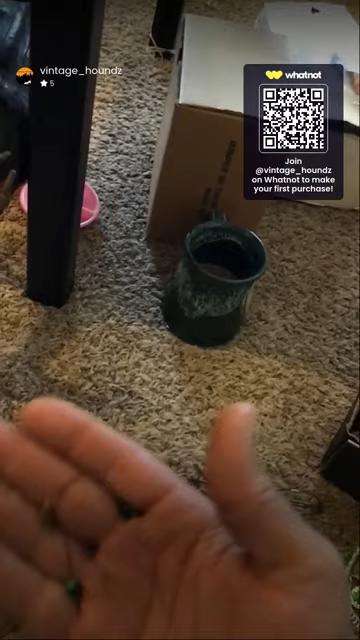 vintage_houndz
★ 5
whatnot
Join
@vintage_houndz
on Whatnot to make
your first purchase!